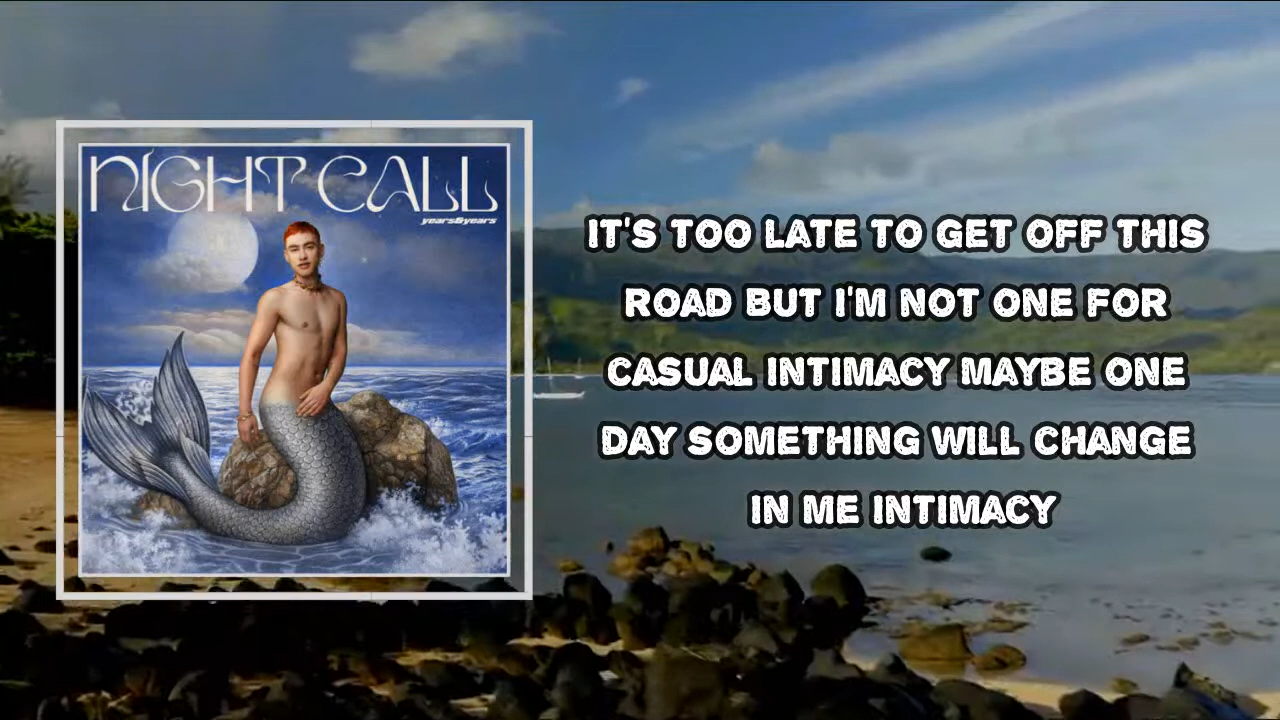 NIGHT CALL
years&years
IT'S TOO LATE TO GET OFF THIS
ROAD BUT I'M NOT ONE FOR
CASUAL INTIMACY MAYBE ONE
DAY SOMETHING WILL CHANGE
IN ME INTIMACY